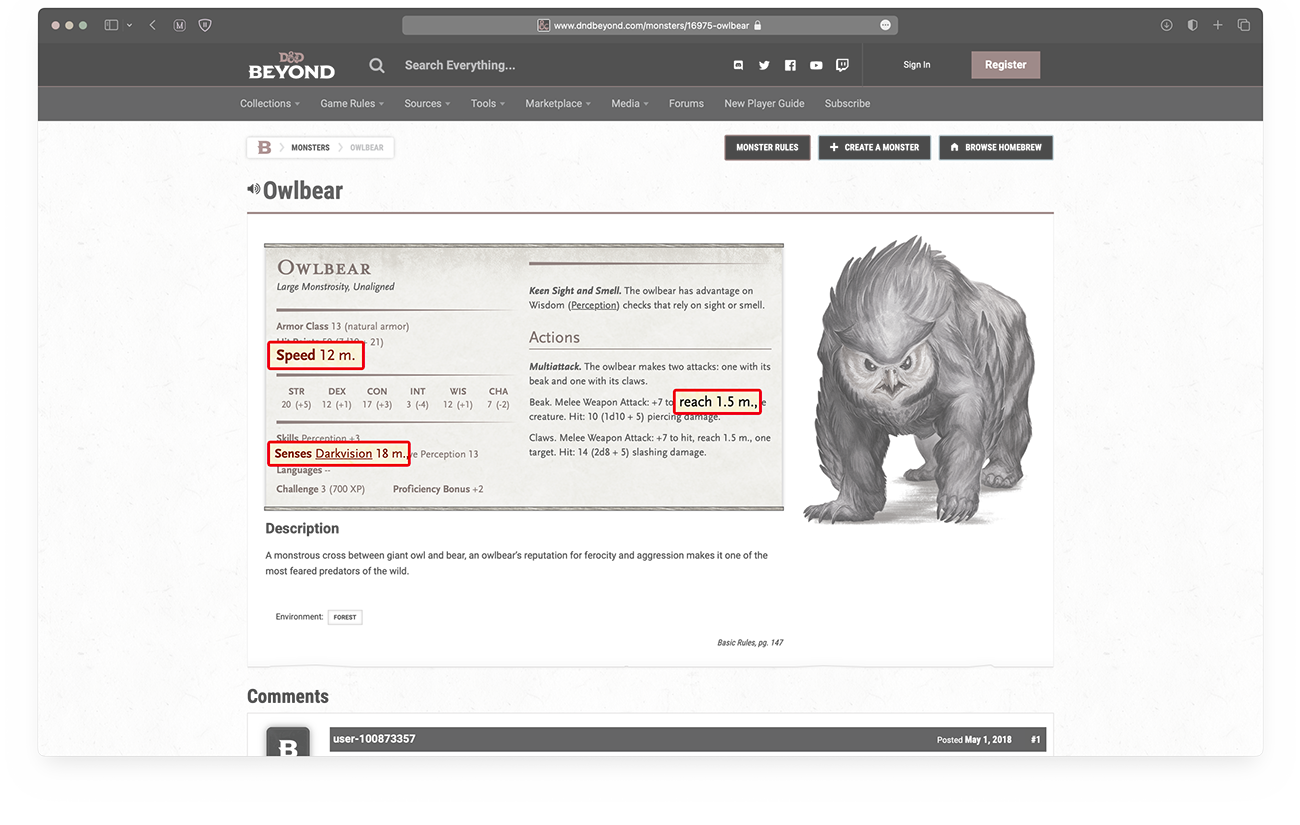 www.dndbeyond.com/monsters/16975-owlbear
D&D
BEYOND
Search Everything...
Sign In
Register
Collections
Game Rules
Sources
Tools
Marketplace
Media
Forums
New Player Guide
Subscribe
B MONSTERS OWLBEAR
MONSTER RULES
CREATE A MONSTER
BROWSE HOMEBREW
Owlbear
OWLBEAR
Large Monstrosity, Unaligned
Armor Class 13 (natural armor)
21)
Speed 12 m.
STR DEX CON INT WIS CHA
20 (+5) 12 (+1) 17 (+3) 3 (-4) 12 (+1) 7 (-2)
Skills Perception +3
Senses Darkvision 18 m., Perception 13
Languages --
Challenge 3 (700 XP) Proficiency Bonus +2
Keen Sight and Smell. The owlbear has advantage on
Wisdom (Perception) checks that rely on sight or smell.
Actions
Multiattack. The owlbear makes two attacks: one with its
beak and one with its claws.
Beak. Melee Weapon Attack: +7 to reach 1.5 m.,
creature. Hit: 10 (1d10 + 5) piercing damage.
Claws. Melee Weapon Attack: +7 to hit, reach 1.5 m., one
target. Hit: 14 (2d8 + 5) slashing damage.
Description
A monstrous cross between giant owl and bear, an owlbear's reputation for ferocity and aggression makes it one of the
most feared predators of the wild.
Environment: FOREST
Basic Rules, pg. 147
Comments
B
user-100873357
Posted May 1, 2018 #1